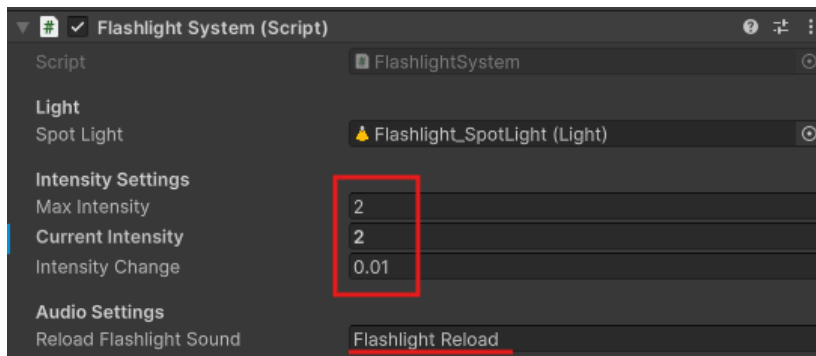 Flashlight System (Script)
Script FlashlightSystem
Light
Spot Light Flashlight_SpotLight (Light)
Intensity Settings
Max Intensity 2
Current Intensity 2
Intensity Change 0.01
Audio Settings
Reload Flashlight Sound Flashlight Reload